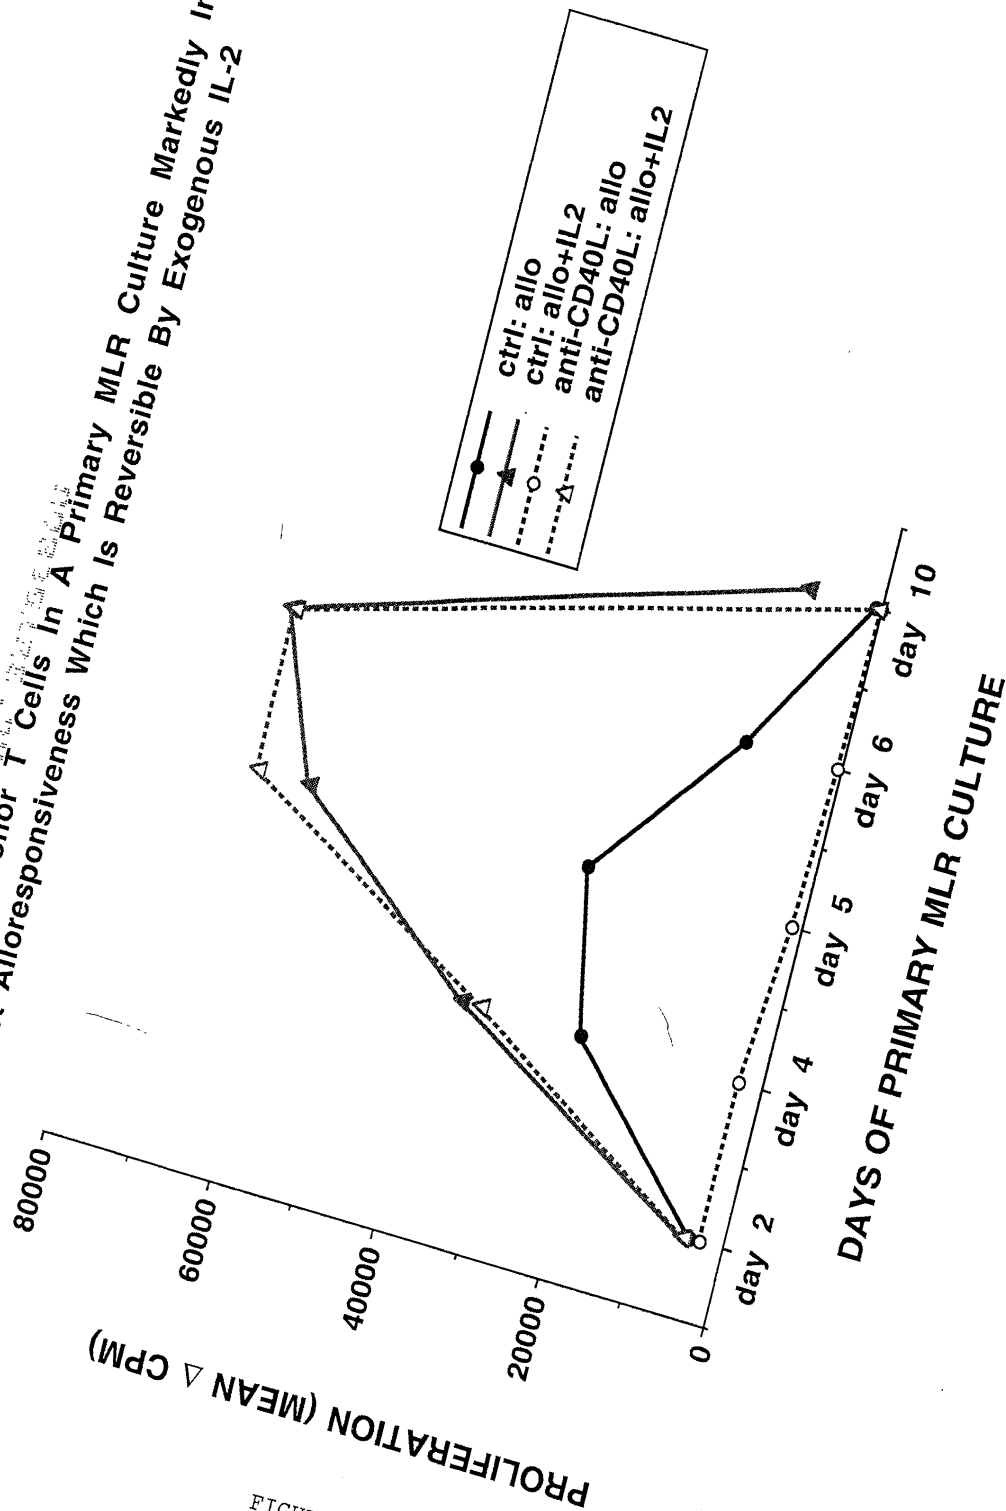 T Cells In A Primary MLR Culture Markedly
Alloresponsiveness Which Is Reversible By Exogenous IL-2
ctrl: allo
ctrl: allo+IL2
anti-CD40L: allo
anti-CD40L: allo+IL2
80000
60000
40000
20000
0
PROLIFERATION (MEAN △ CPM)
day 2
day 4
day 5
day 6
day 10
DAYS OF PRIMARY MLR CULTURE